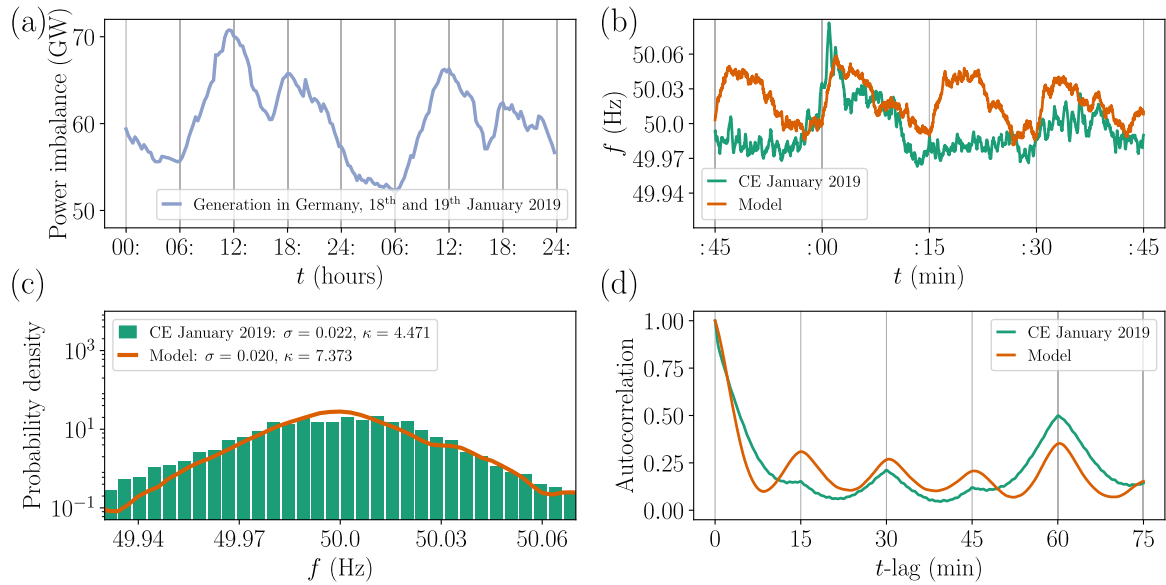 (a)
Power imbalance (GW)
70
60
50
Generation in Germany, 18th and 19th January 2019
00: 06: 12: 18: 24: 06: 12: 18: 24:
t (hours)
(b)
f (Hz)
50.06
50.03
50.0
49.97
49.94
CE January 2019
Model
:45 :00 :15 :30 :45
t (min)
(c)
Probability density
10^3
10^1
10^−1
CE January 2019: σ = 0.022, κ = 4.471
Model: σ = 0.020, κ = 7.373
49.94 49.97 50.0 50.03 50.06
f (Hz)
(d)
Autocorrelation
1.00
0.75
0.50
0.25
0.00
CE January 2019
Model
0 15 30 45 60 75
t-lag (min)